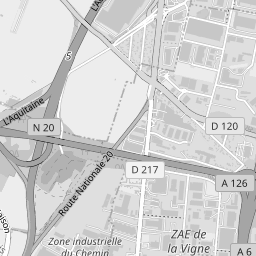 L'Aquitaine
N 20
D 120
D 217
A 126
Route Nationale 20
Zone industrielle
du Chemin
ZAE de
la Vigne
A 6